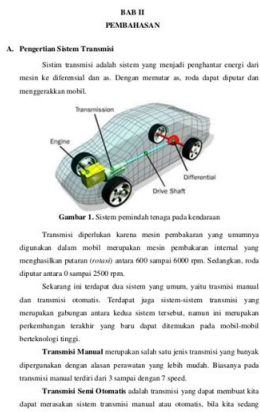 BAB II
PEMBAHASAN
A. Pengertian Sistem Transmisi
Sistim transmisi adalah sistem yang menjadi penghantar energi dari
mesin ke diferensial dan as. Dengan memutar as, roda dapat diputar dan
menggerakkan mobil.
Transmission
Engine
Differential
Drive Shaft
Gambar 1. Sistem pemindah tenaga pada kendaraan
Transmisi diperlukan karena mesin pembakaran yang umumnya
digunakan dalam mobil merupakan mesin pembakaran internal yang
menghasilkan putaran (rotasi) antara 600 sampai 6000 rpm. Sedangkan, roda
diputar antara 0 sampai 2500 rpm.
Sekarang ini terdapat dua sistem yang umum, yaitu trasmisi manual
dan transmisi otomatis. Terdapat juga sistem-sistem transmisi yang
merupakan gabungan antara kedua sistem tersebut, namun ini merupakan
perkembangan terakhir yang baru dapat ditemukan pada mobil-mobil
berteknologi tinggi.
Transmisi Manual merupakan salah satu jenis transmisi yang banyak
dipergunakan dengan alasan perawatan yang lebih mudah. Biasanya pada
transmisi manual terdiri dari 3 sampai dengan 7 speed.
Transmisi Semi Otomatis adalah transmisi yang dapat membuat kita
dapat merasakan sistem transmisi manual atau otomatis, bila kita sedang